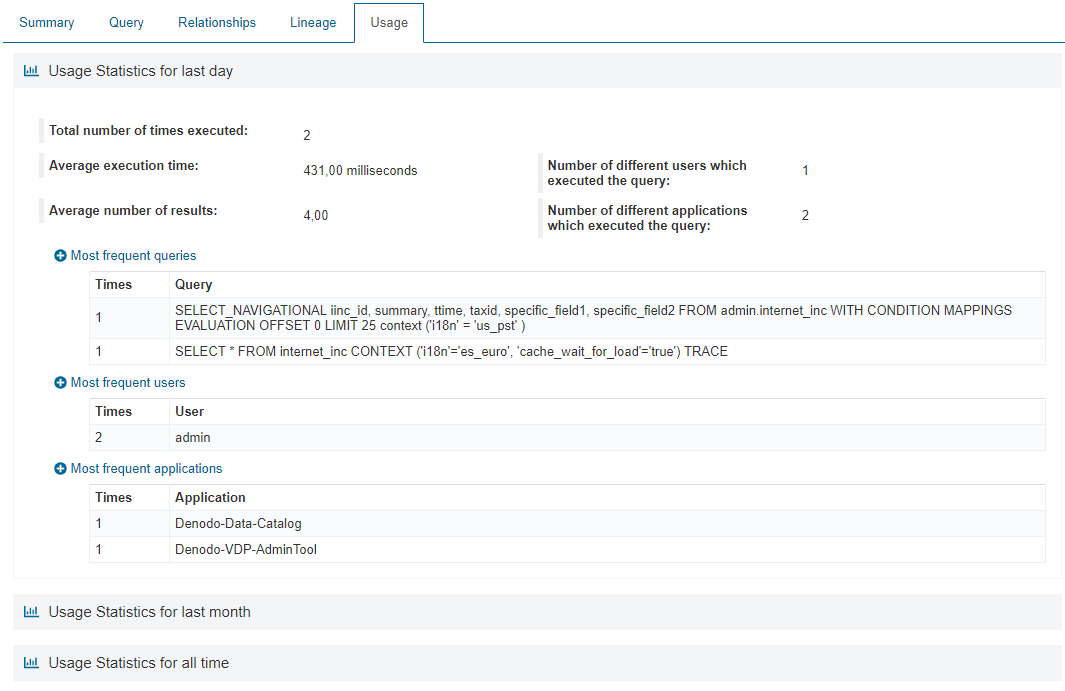 Summary Query Relationships Lineage Usage
Usage Statistics for last day
Total number of times executed: 2
Average execution time: 431,00 milliseconds
Number of different users which
executed the query: 1
Average number of results: 4,00
Number of different applications
which executed the query: 2
Most frequent queries
Times Query
1 SELECT_NAVIGATIONAL iinc_id, summary, ttime, taxid, specific_field1, specific_field2 FROM admin.internet_inc WITH CONDITION MAPPINGS
EVALUATION OFFSET 0 LIMIT 25 context ('i18n' = 'us_pst' )
1 SELECT * FROM internet_inc CONTEXT ('i18n'='es_euro', 'cache_wait_for_load'='true') TRACE
Most frequent users
Times User
2 admin
Most frequent applications
Times Application
1 Denodo-Data-Catalog
1 Denodo-VDP-AdminTool
Usage Statistics for last month
Usage Statistics for all time